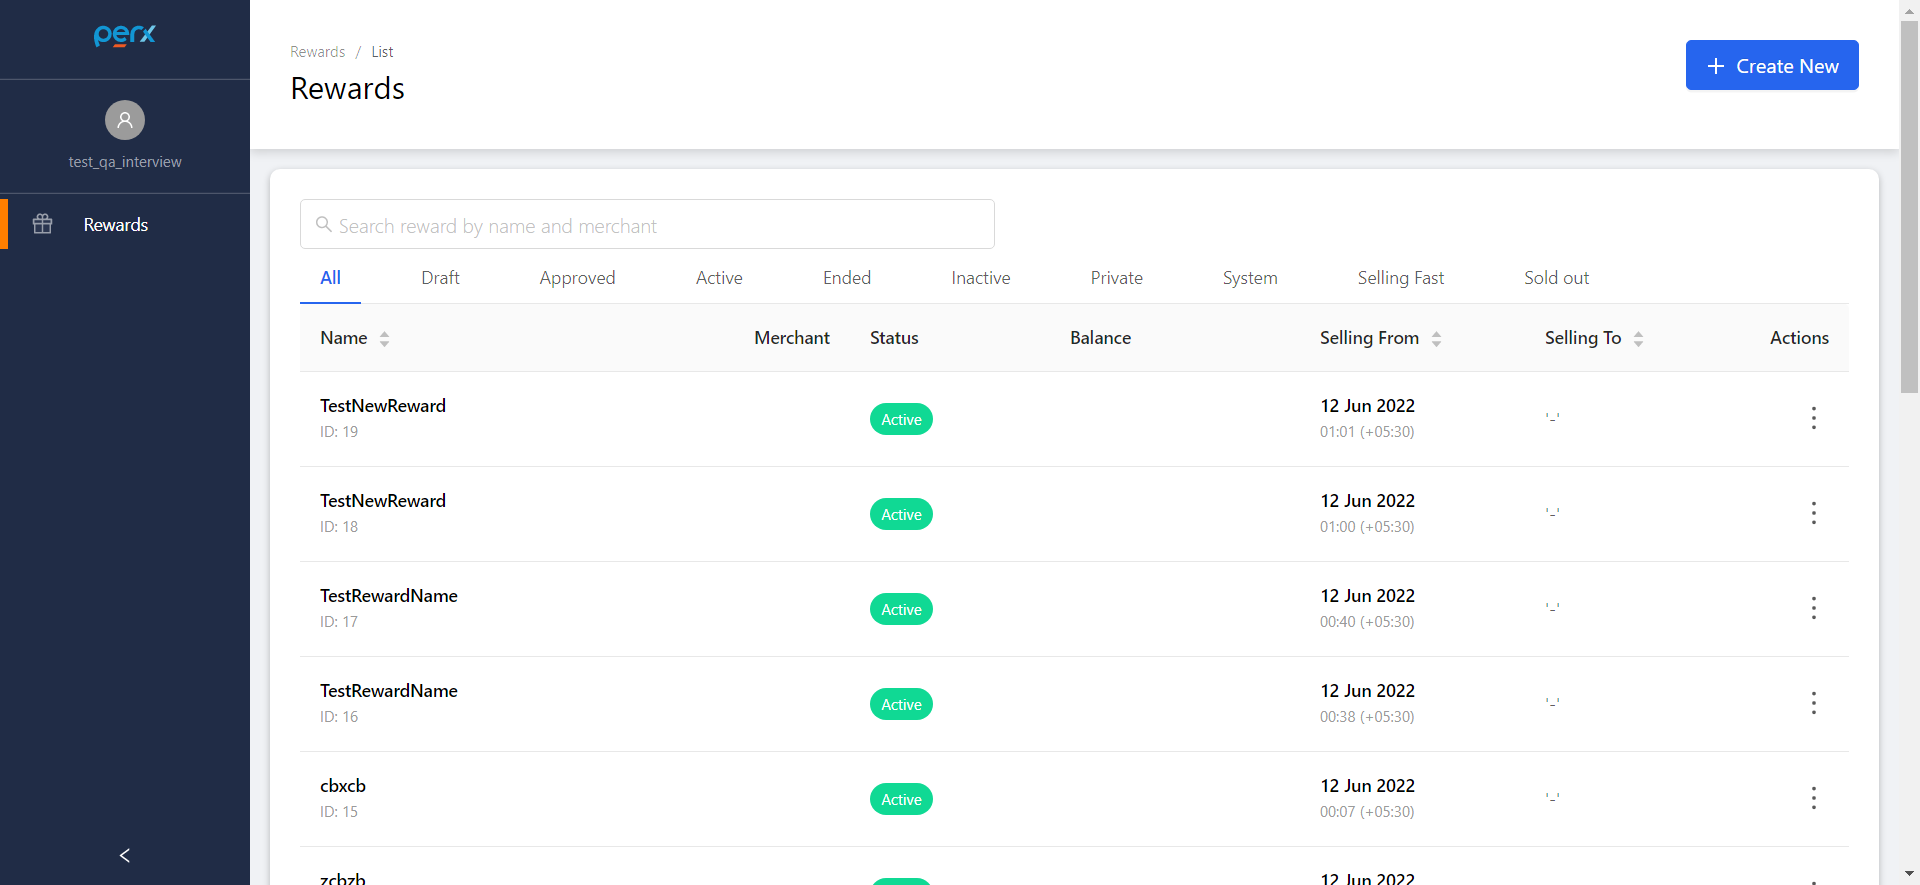 perx
test_qa_interview
Rewards
Rewards / List
Rewards
+ Create New
Search reward by name and merchant
All Draft Approved Active Ended Inactive Private System Selling Fast Sold out
Name Merchant Status Balance Selling From Selling To Actions
TestNewReward Active 12 Jun 2022 '-'
ID: 19 01:01 (+05:30)
TestNewReward Active 12 Jun 2022 '-'
ID: 18 01:00 (+05:30)
TestRewardName Active 12 Jun 2022 '-'
ID: 17 00:40 (+05:30)
TestRewardName Active 12 Jun 2022 '-'
ID: 16 00:38 (+05:30)
cbxcb Active 12 Jun 2022 '-'
ID: 15 00:07 (+05:30)
zcbzb 12 Jun 2022